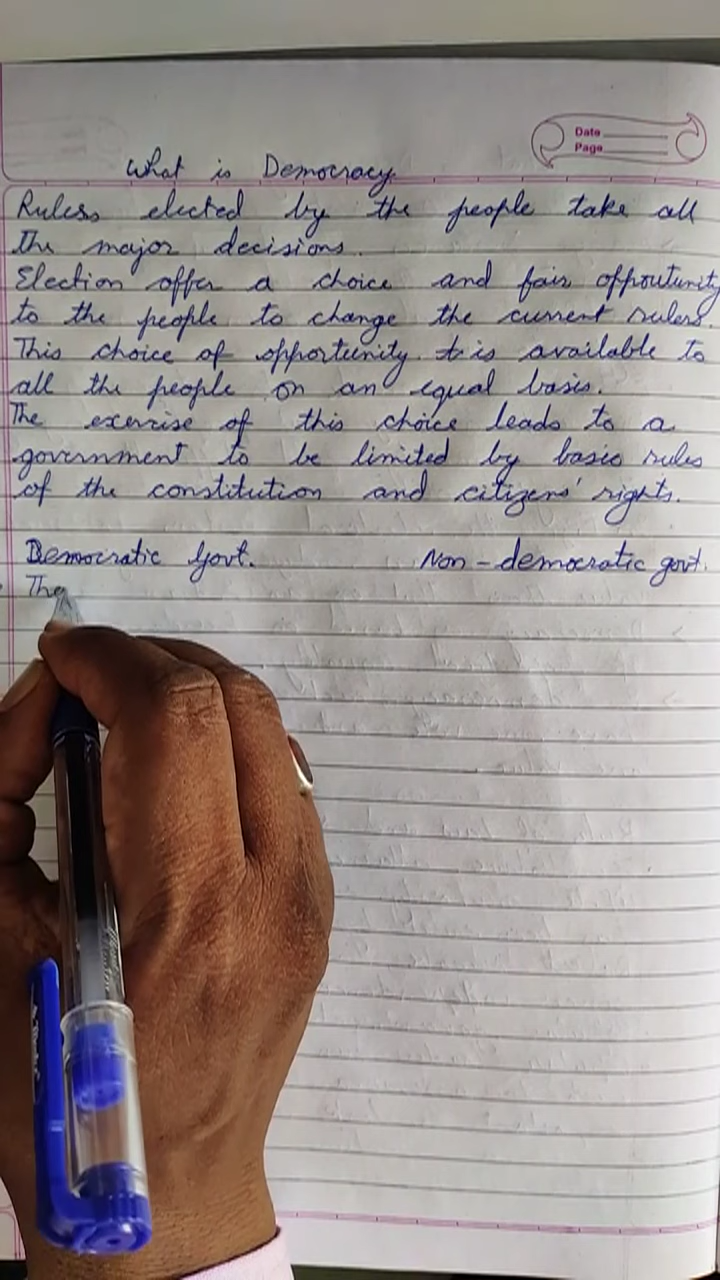 Date
Page
What is Democracy
Rulers elected by the people take all
the major decisions.
Election offer a choice and fair opportunity
to the people to change the current rulers.
This choice of opportunity. It is available to
all the people on an equal basis.
The exercise of this choice leads to a
government to be limited by basic rules
of the constitution and citizens' rights.
Democratic Govt. Non-democratic govt.
The